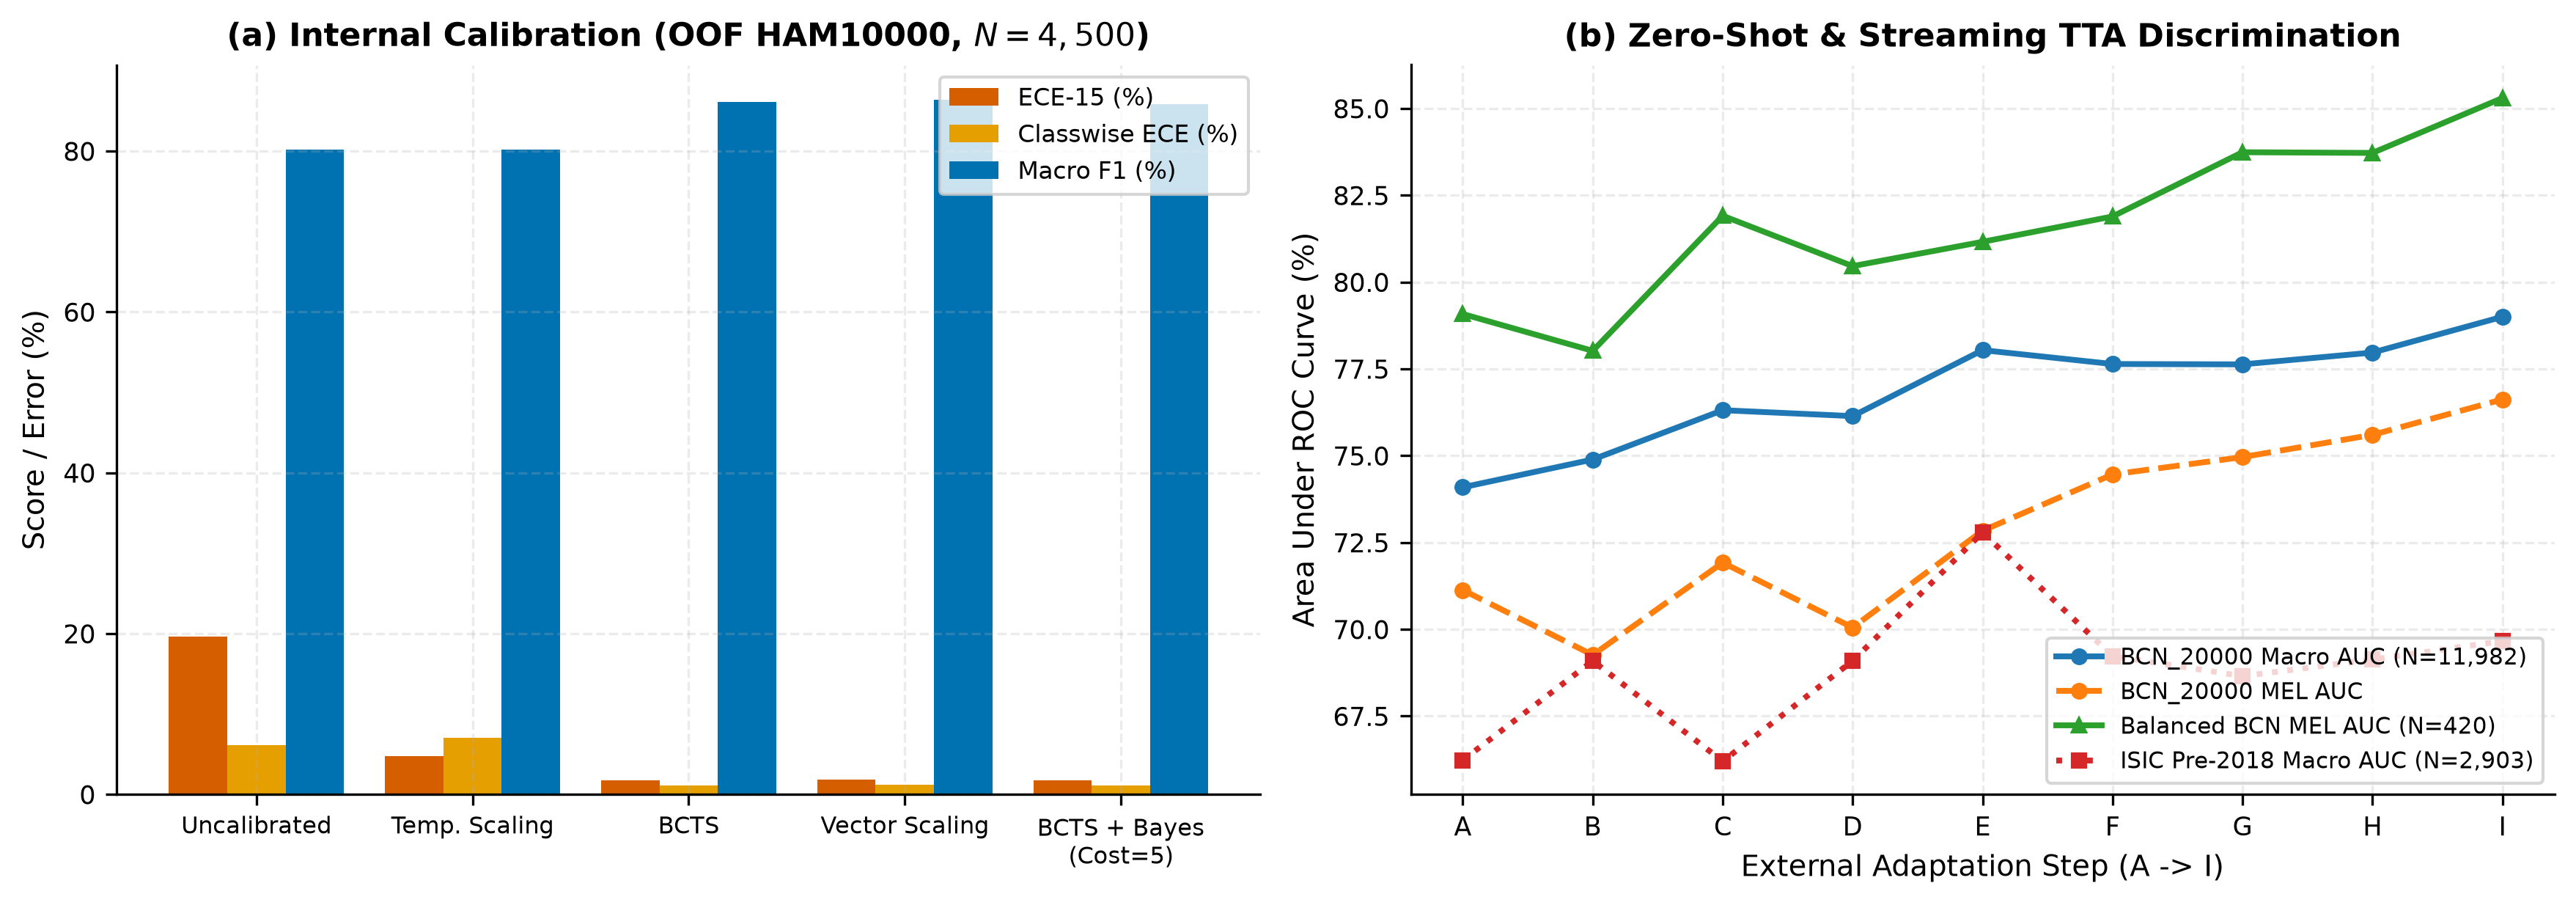 (a) Internal Calibration (OOF HAM10000, N = 4,500)
Score / Error (%)
80
60
40
20
0
ECE-15 (%)
Classwise ECE (%)
Macro F1 (%)
Uncalibrated
Temp. Scaling
BCTS
Vector Scaling
BCTS + Bayes
(Cost=5)
(b) Zero-Shot & Streaming TTA Discrimination
Area Under ROC Curve (%)
85.0
82.5
80.0
77.5
75.0
72.5
70.0
67.5
BCN_20000 Macro AUC (N=11,982)
BCN_20000 MEL AUC
Balanced BCN MEL AUC (N=420)
ISIC Pre-2018 Macro AUC (N=2,903)
A
B
C
D
E
F
G
H
I
External Adaptation Step (A -> I)